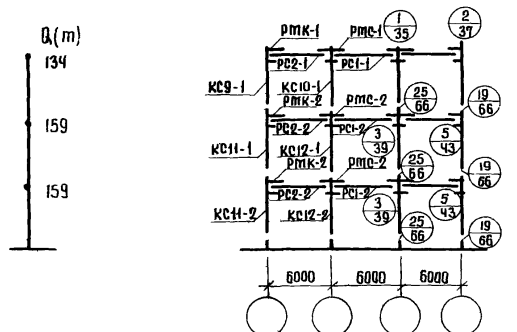 Q₁(т)
134
159
159
РМК-1
РМС-1
1
35
2
37
РС2-1
РС1-1
КС9-1
КС10-1
РМК-2
РМС-2
25
66
19
66
РС2-2
РС1-2
3
39
5
43
КС11-1
КС12-1
РМК-2
РМС-2
25
66
19
66
РС2-2
РС1-2
3
39
5
43
КС11-2
КС12-2
25
66
19
66
6000
6000
6000